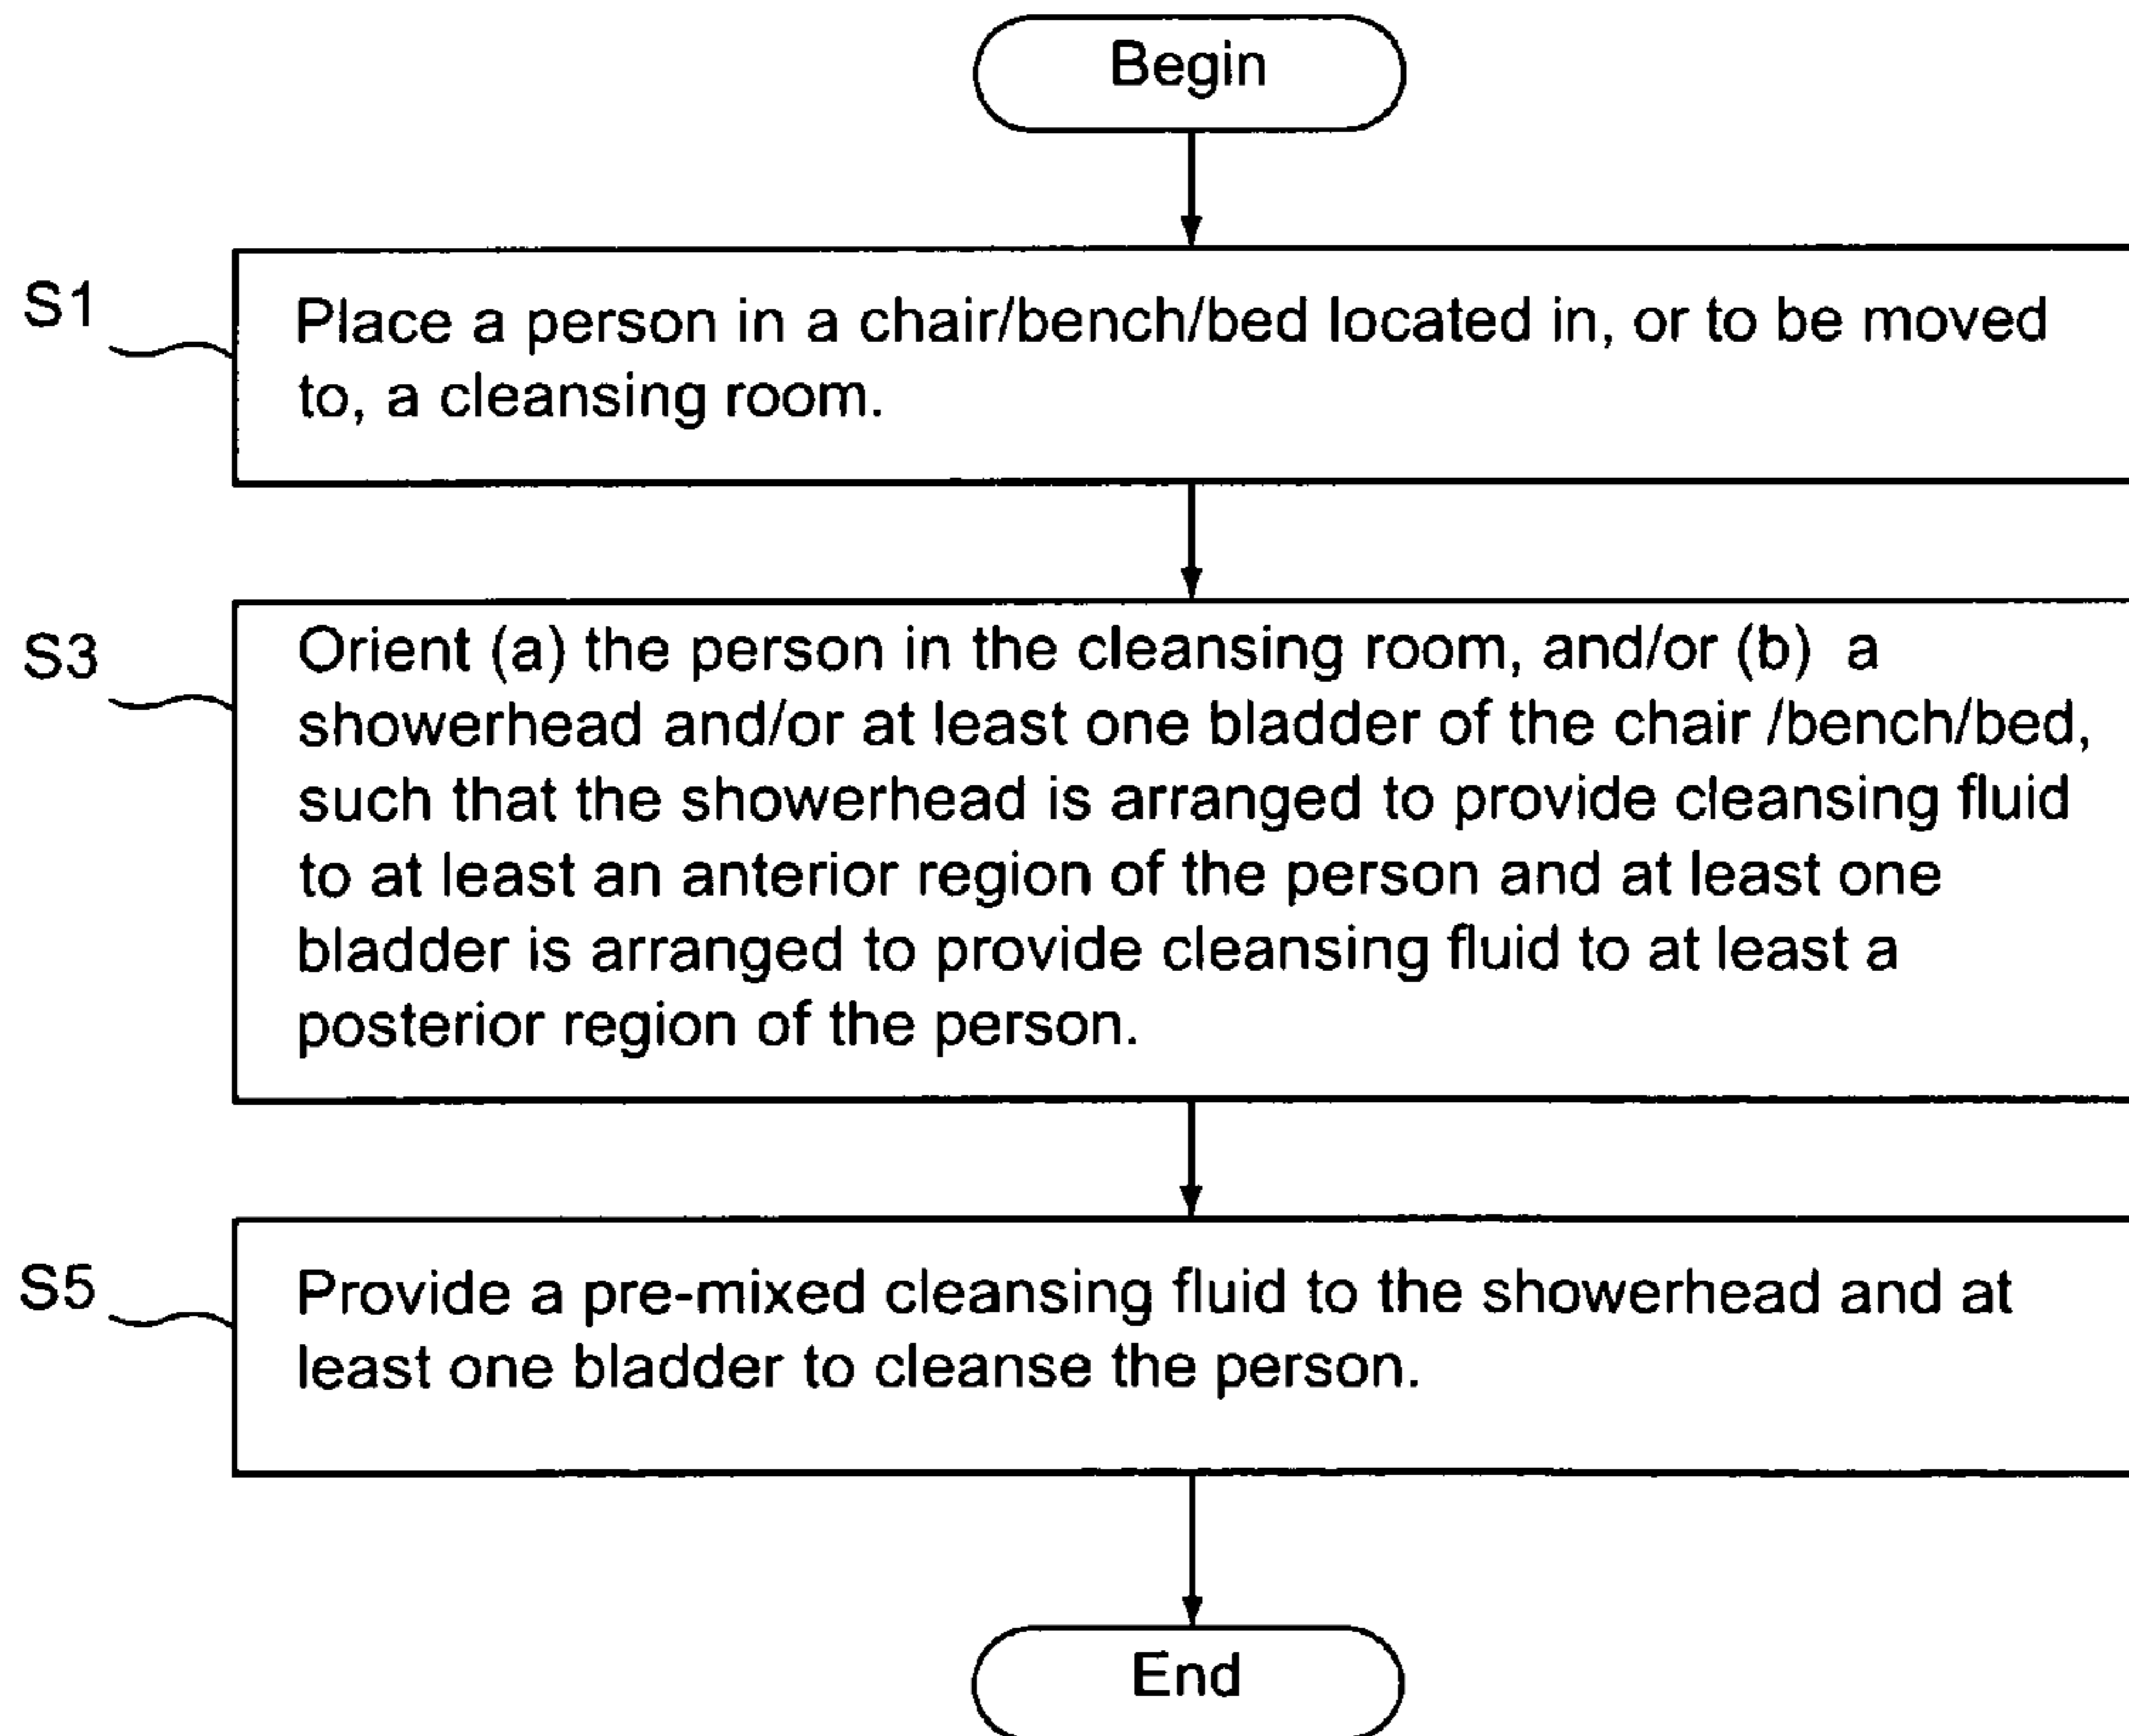 Begin
S1
Place a person in a chair/bench/bed located in, or to be moved
to, a cleansing room.
S3
Orient (a) the person in the cleansing room, and/or (b) a
showerhead and/or at least one bladder of the chair /bench/bed,
such that the showerhead is arranged to provide cleansing fluid
to at least an anterior region of the person and at least one
bladder is arranged to provide cleansing fluid to at least a
posterior region of the person.
S5
Provide a pre-mixed cleansing fluid to the showerhead and at
least one bladder to cleanse the person.
End